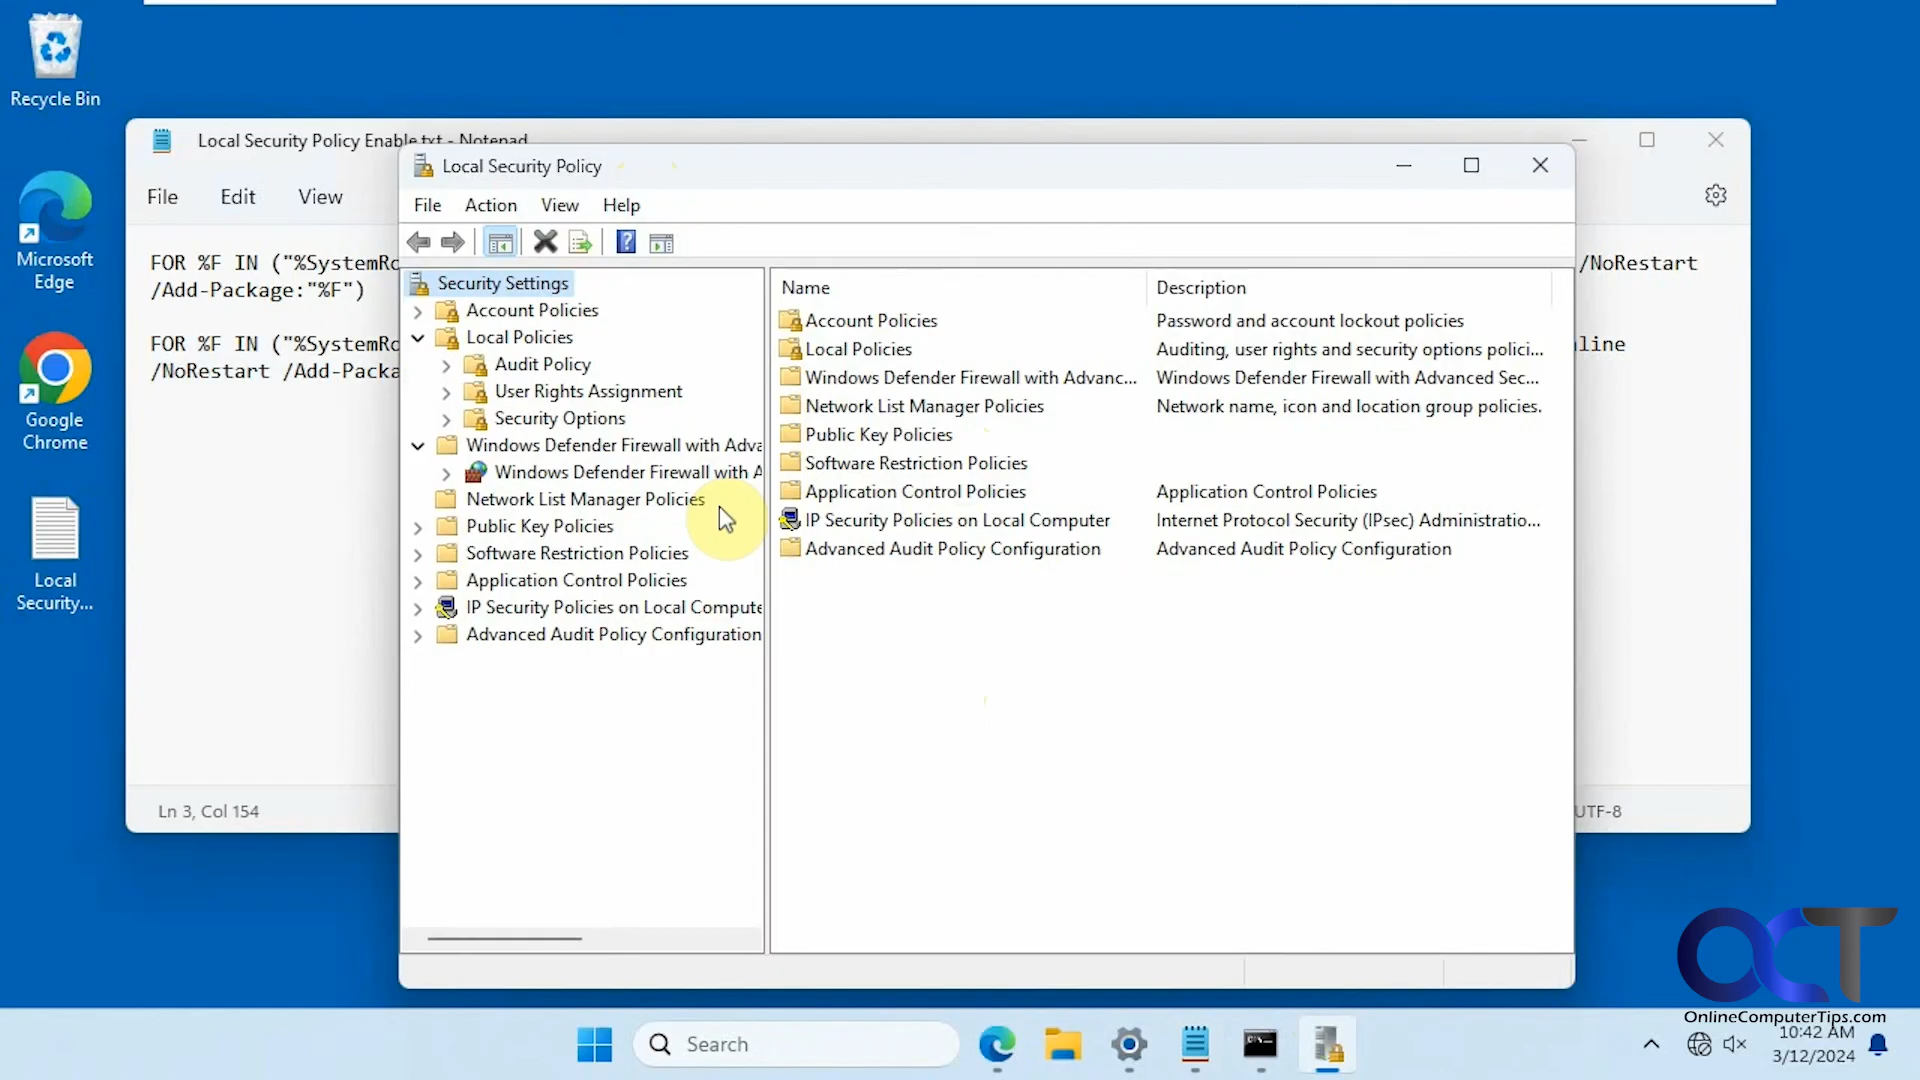 Recycle Bin
Microsoft
Edge
Google
Chrome
Local
Security...
Local Security Policy Enable.txt - Notepad
File Edit View
FOR %F IN ("%SystemRo
/NoRestart
/Add-Package:"%F")
FOR %F IN ("%SystemRo
line
/NoRestart /Add-Packa
Ln 3, Col 154
UTF-8
Local Security Policy
File Action View Help
Security Settings
Account Policies
Local Policies
Audit Policy
User Rights Assignment
Security Options
Windows Defender Firewall with Adva
Windows Defender Firewall with A
Network List Manager Policies
Public Key Policies
Software Restriction Policies
Application Control Policies
IP Security Policies on Local Compute
Advanced Audit Policy Configuration
Name Description
Account Policies Password and account lockout policies
Local Policies Auditing, user rights and security options polici...
Windows Defender Firewall with Advanc... Windows Defender Firewall with Advanced Sec...
Network List Manager Policies Network name, icon and location group policies.
Public Key Policies
Software Restriction Policies
Application Control Policies Application Control Policies
IP Security Policies on Local Computer Internet Protocol Security (IPsec) Administratio...
Advanced Audit Policy Configuration Advanced Audit Policy Configuration
OCT
OnlineComputerTips.com
Search
10:42 AM
3/12/2024